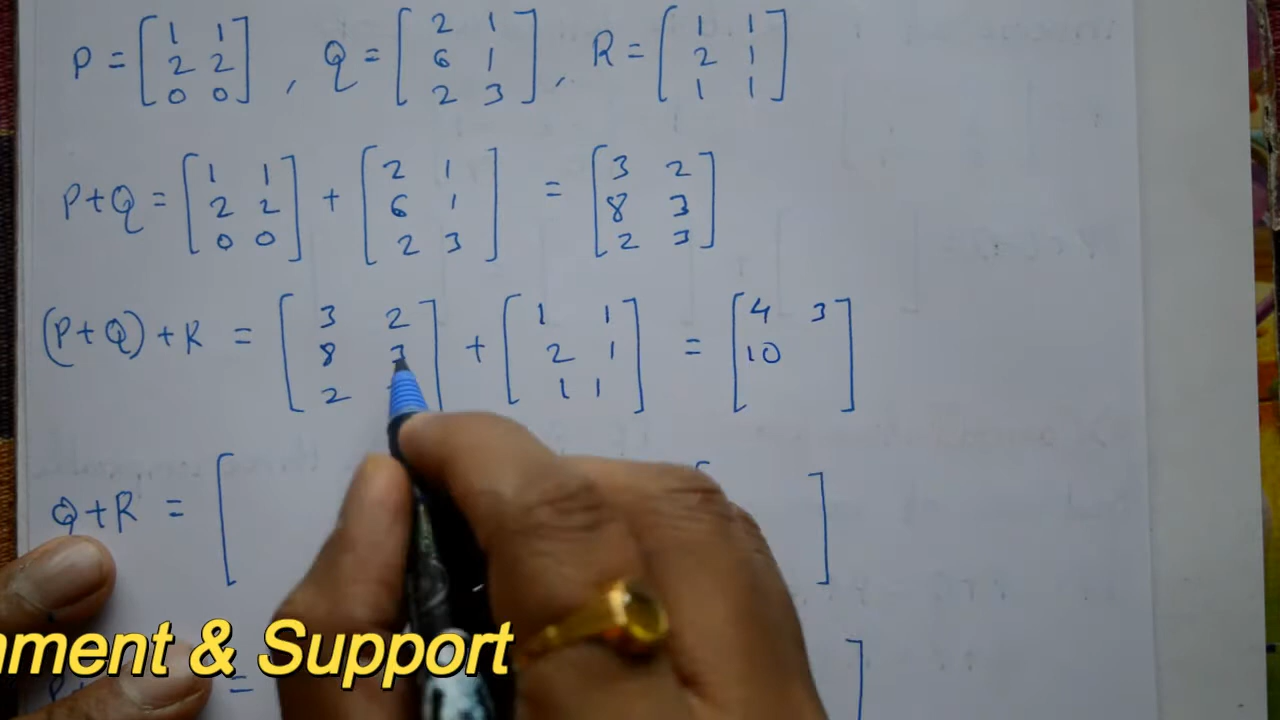 P = [1 1 2 2 0 0], Q = [2 1 6 1 2 3], R = [1 1 2 1 1 1]
P+Q = [1 1 2 2 0 0] + [2 1 6 1 2 3] = [3 2 8 3 2 3]
(P+Q)+R = [3 2 8 3 2] + [1 1 2 1 1 1] = [4 3 10]
Q+R = [ ]
& Support
= ]